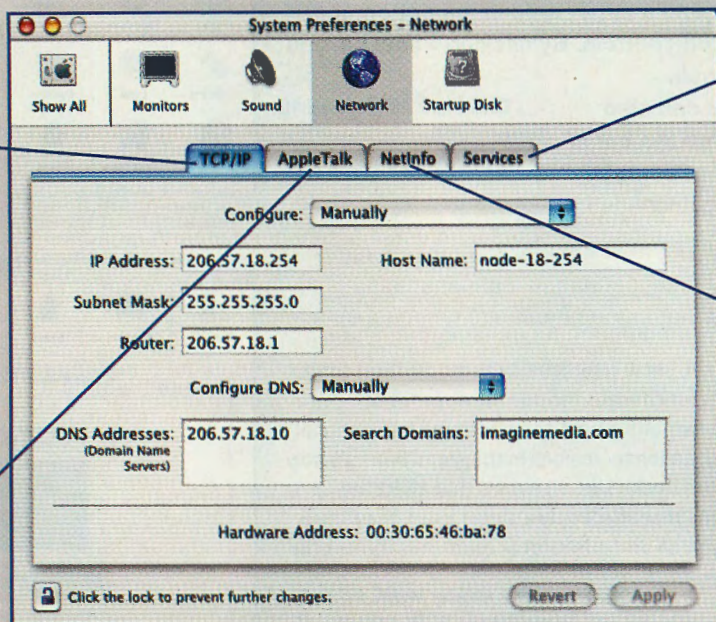 System Preferences – Network
Show All
Monitors
Sound
Network
Startup Disk
TCP/IP
AppleTalk
NetInfo
Services
Configure: Manually
IP Address: 206.57.18.254
Host Name: node-18-254
Subnet Mask: 255.255.255.0
Router: 206.57.18.1
Configure DNS: Manually
DNS Addresses: 206.57.18.10
(Domain Name
Servers)
Search Domains: imaginemedia.com
Hardware Address: 00:30:65:46:ba:78
Click the lock to prevent further changes.
Revert
Apply